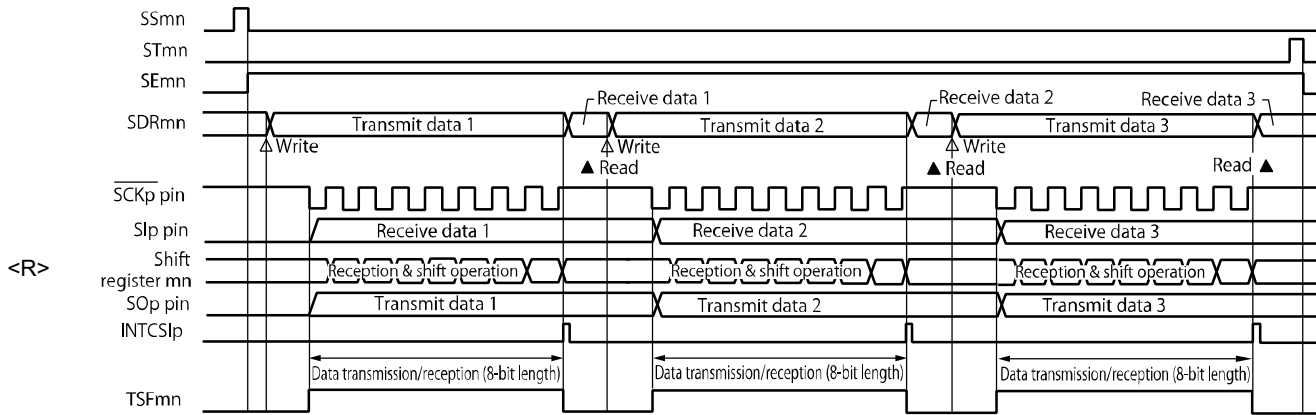 SSmn
STmn
SEmn
Receive data 1
Receive data 2
Receive data 3
SDRmn
Transmit data 1
Transmit data 2
Transmit data 3
Write
Write
Write
▲ Read
▲ Read
Read ▲
SCKp pin
SIp pin
Receive data 1
Receive data 2
Receive data 3
<R>
Shift
register mn
Reception & shift operation
Reception & shift operation
Reception & shift operation
SOp pin
Transmit data 1
Transmit data 2
Transmit data 3
INTCSIp
Data transmission/reception (8-bit length)
Data transmission/reception (8-bit length)
Data transmission/reception (8-bit length)
TSFmn